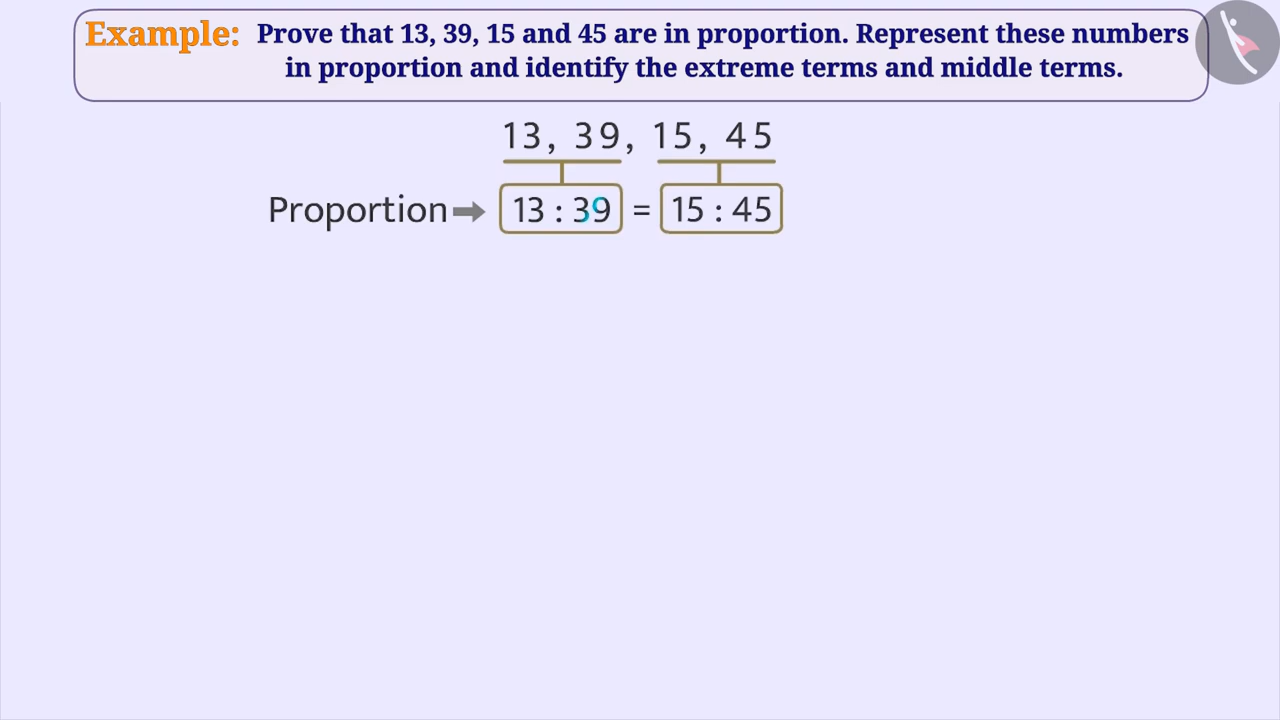 Example: Prove that 13, 39, 15 and 45 are in proportion. Represent these numbers
in proportion and identify the extreme terms and middle terms.
13, 39, 15, 45
Proportion ➡ 13 : 39 = 15 : 45